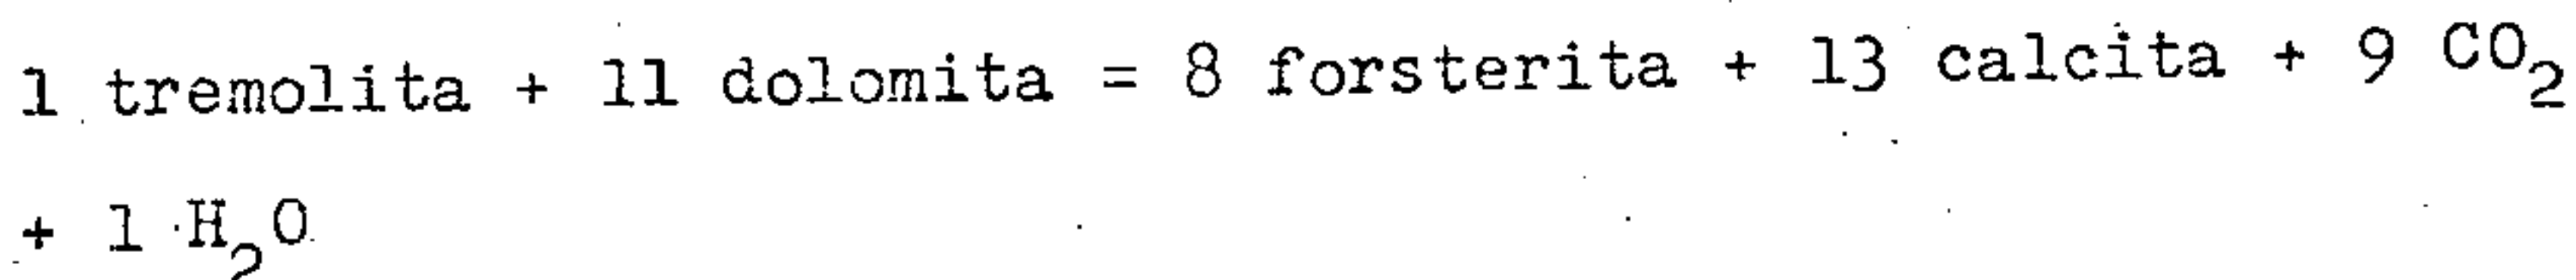 1 tremolita + 11 dolomita = 8 forsterita + 13 calcita + 9 CO₂
+ 1 H₂O